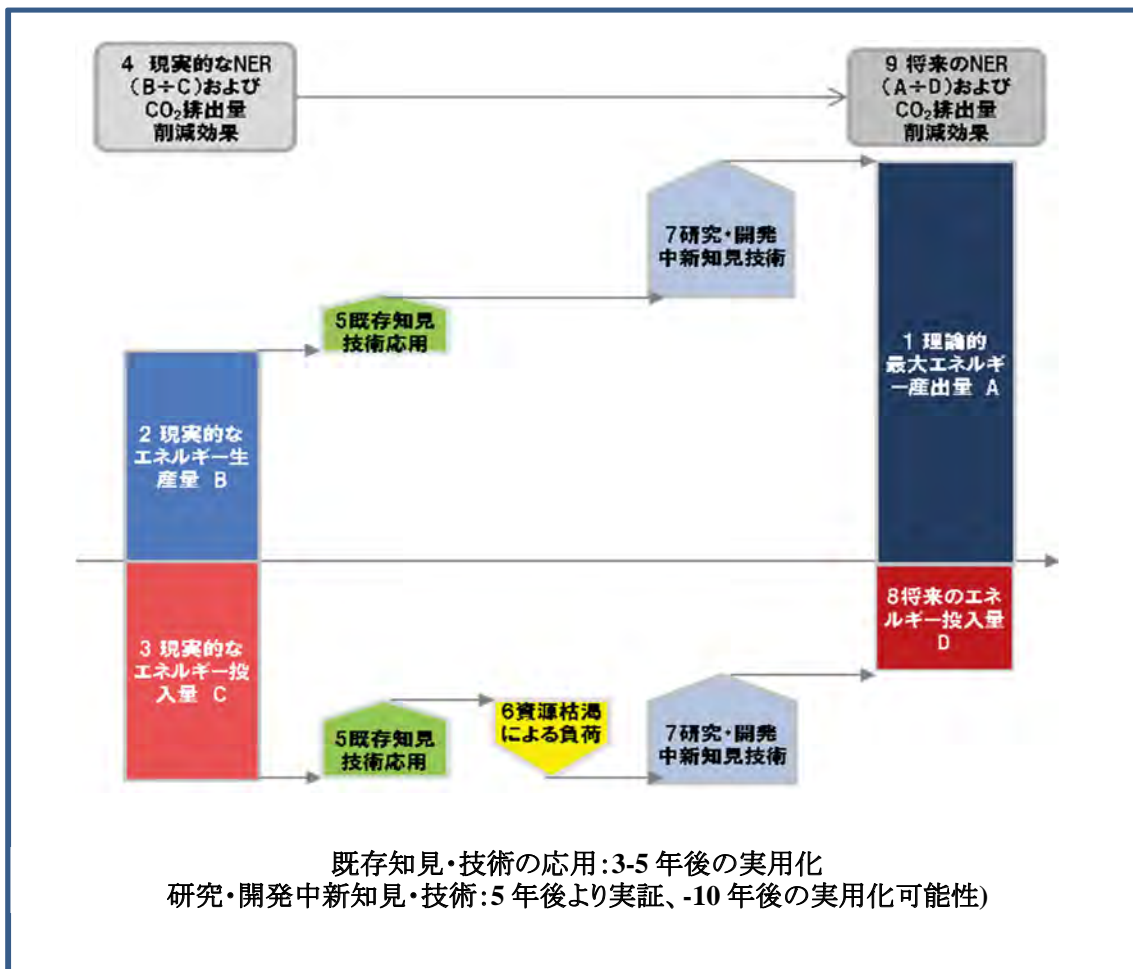 4 現実的なNER
(B÷C)および
CO₂排出量
削減効果
9 将来のNER
(A÷D)および
CO₂排出量
削減効果
7研究・開発
中新知見技術
5既存知見
技術応用
1 理論的
最大エネルギ
ー産出量 A
2 現実的な
エネルギー生
産量 B
3 現実的な
エネルギー投
入量 C
8将来のエネ
ルギー投入量
D
5既存知見
技術応用
6資源枯渇
による負荷
7研究・開発
中新知見技術
既存知見・技術の応用:3-5 年後の実用化
研究・開発中新知見・技術:5 年後より実証、-10 年後の実用化可能性)